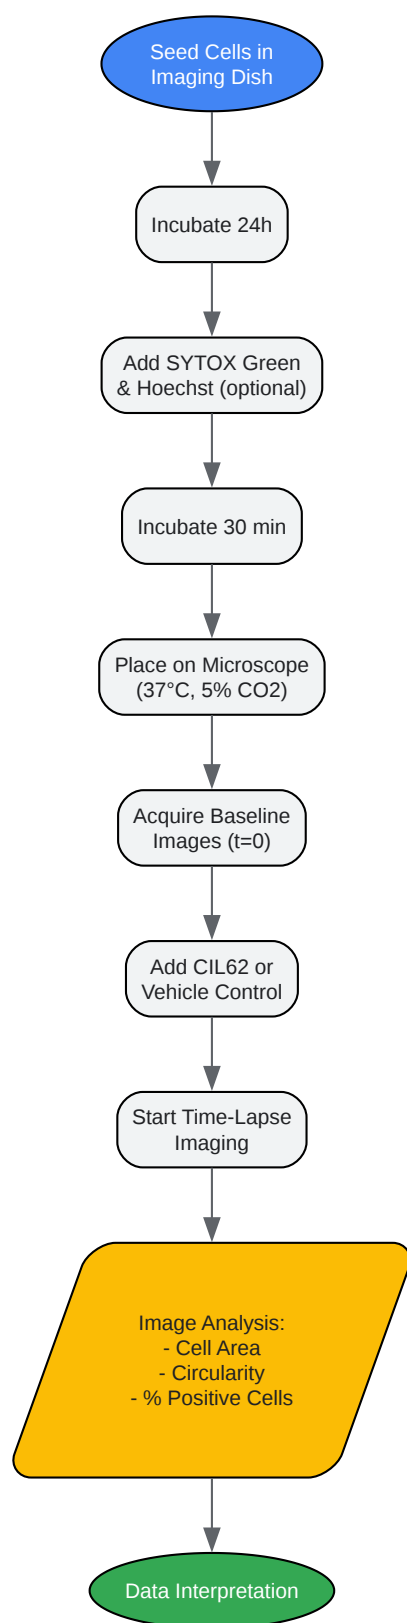 Seed Cells in
Imaging Dish
Incubate 24h
Add SYTOX Green
& Hoechst (optional)
Incubate 30 min
Place on Microscope
(37°C, 5% CO2)
Acquire Baseline
Images (t=0)
Add CIL62 or
Vehicle Control
Start Time-Lapse
Imaging
Image Analysis:
- Cell Area
- Circularity
- % Positive Cells
Data Interpretation